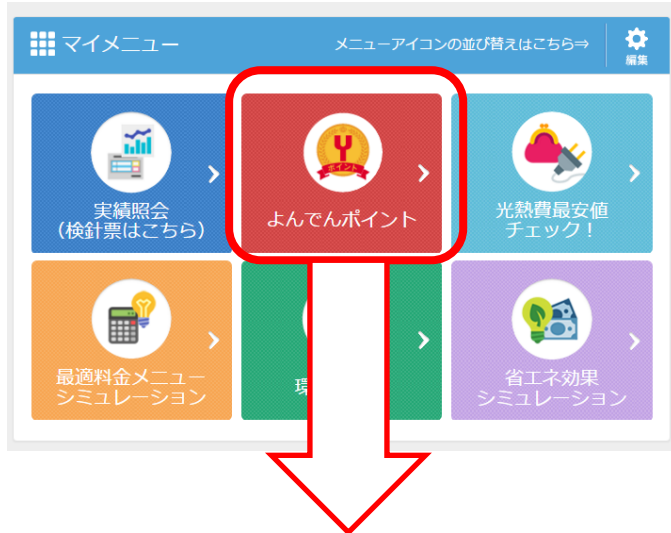 マイメニュー
メニューアイコンの並び替えはこちら⇒
編集
実績照会
(検針票はこちら)
Y
ポイント
よんでんポイント
光熱費最安値
チェック！
最適料金メニュー
シミュレーション
環
省エネ効果
シミュレーション